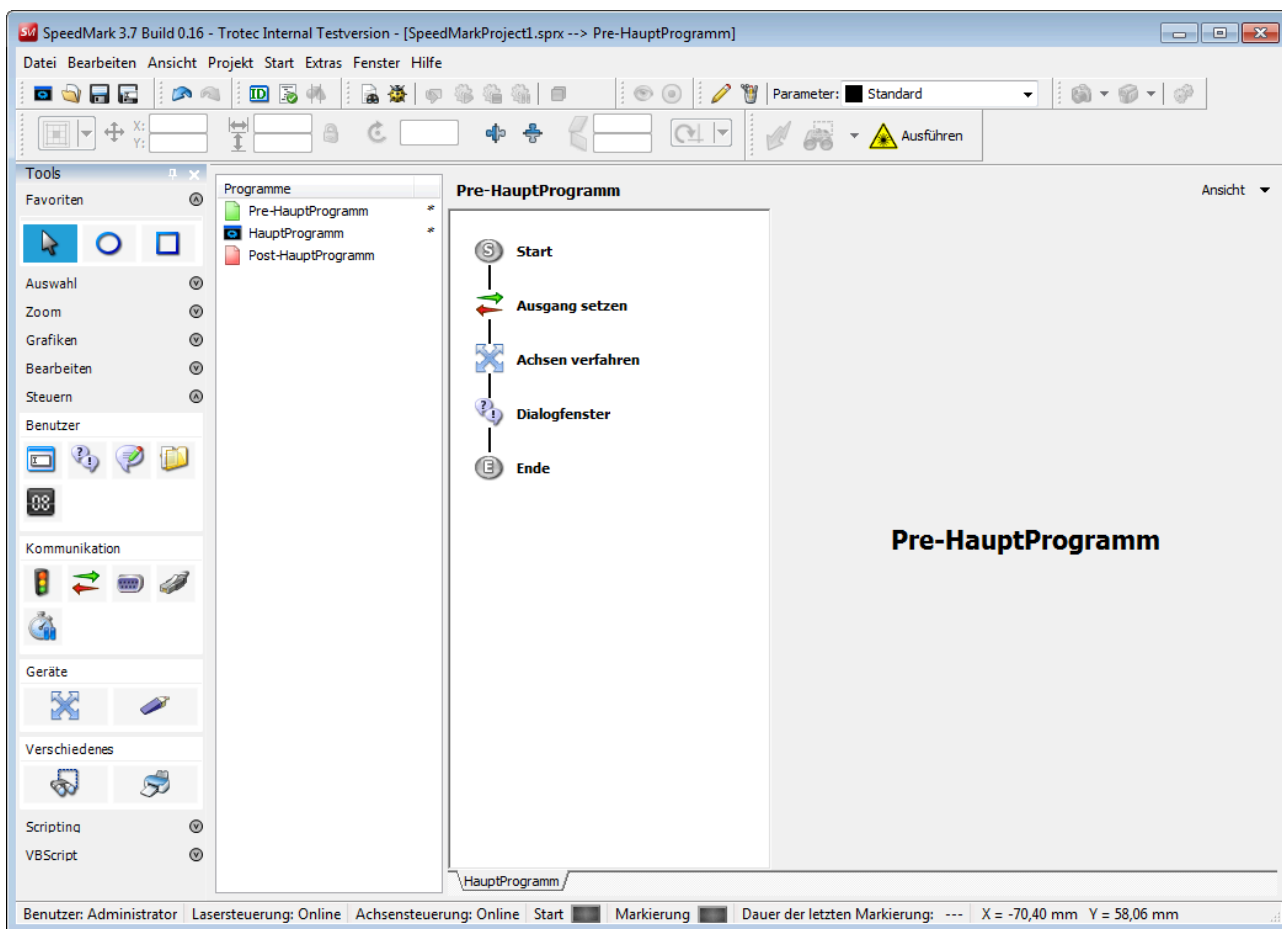 SpeedMark 3.7 Build 0.16 - Trotec Internal Testversion - [SpeedMarkProject1.sprx --> Pre-HauptProgramm]
Datei Bearbeiten Ansicht Projekt Start Extras Fenster Hilfe
ID Parameter: Standard
X:
Y:
Ausführen
Tools
Favoriten
Auswahl
Zoom
Grafiken
Bearbeiten
Steuern
Benutzer
08
Kommunikation
Geräte
Verschiedenes
Scripting
VBScript
Programme
Pre-HauptProgramm *
HauptProgramm *
Post-HauptProgramm
Pre-HauptProgramm
Ansicht
S Start
Ausgang setzen
Achsen verfahren
Dialogfenster
E Ende
Pre-HauptProgramm
HauptProgramm
Benutzer: Administrator Lasersteuerung: Online Achsensteuerung: Online Start Markierung Dauer der letzten Markierung: --- X = -70,40 mm Y = 58,06 mm